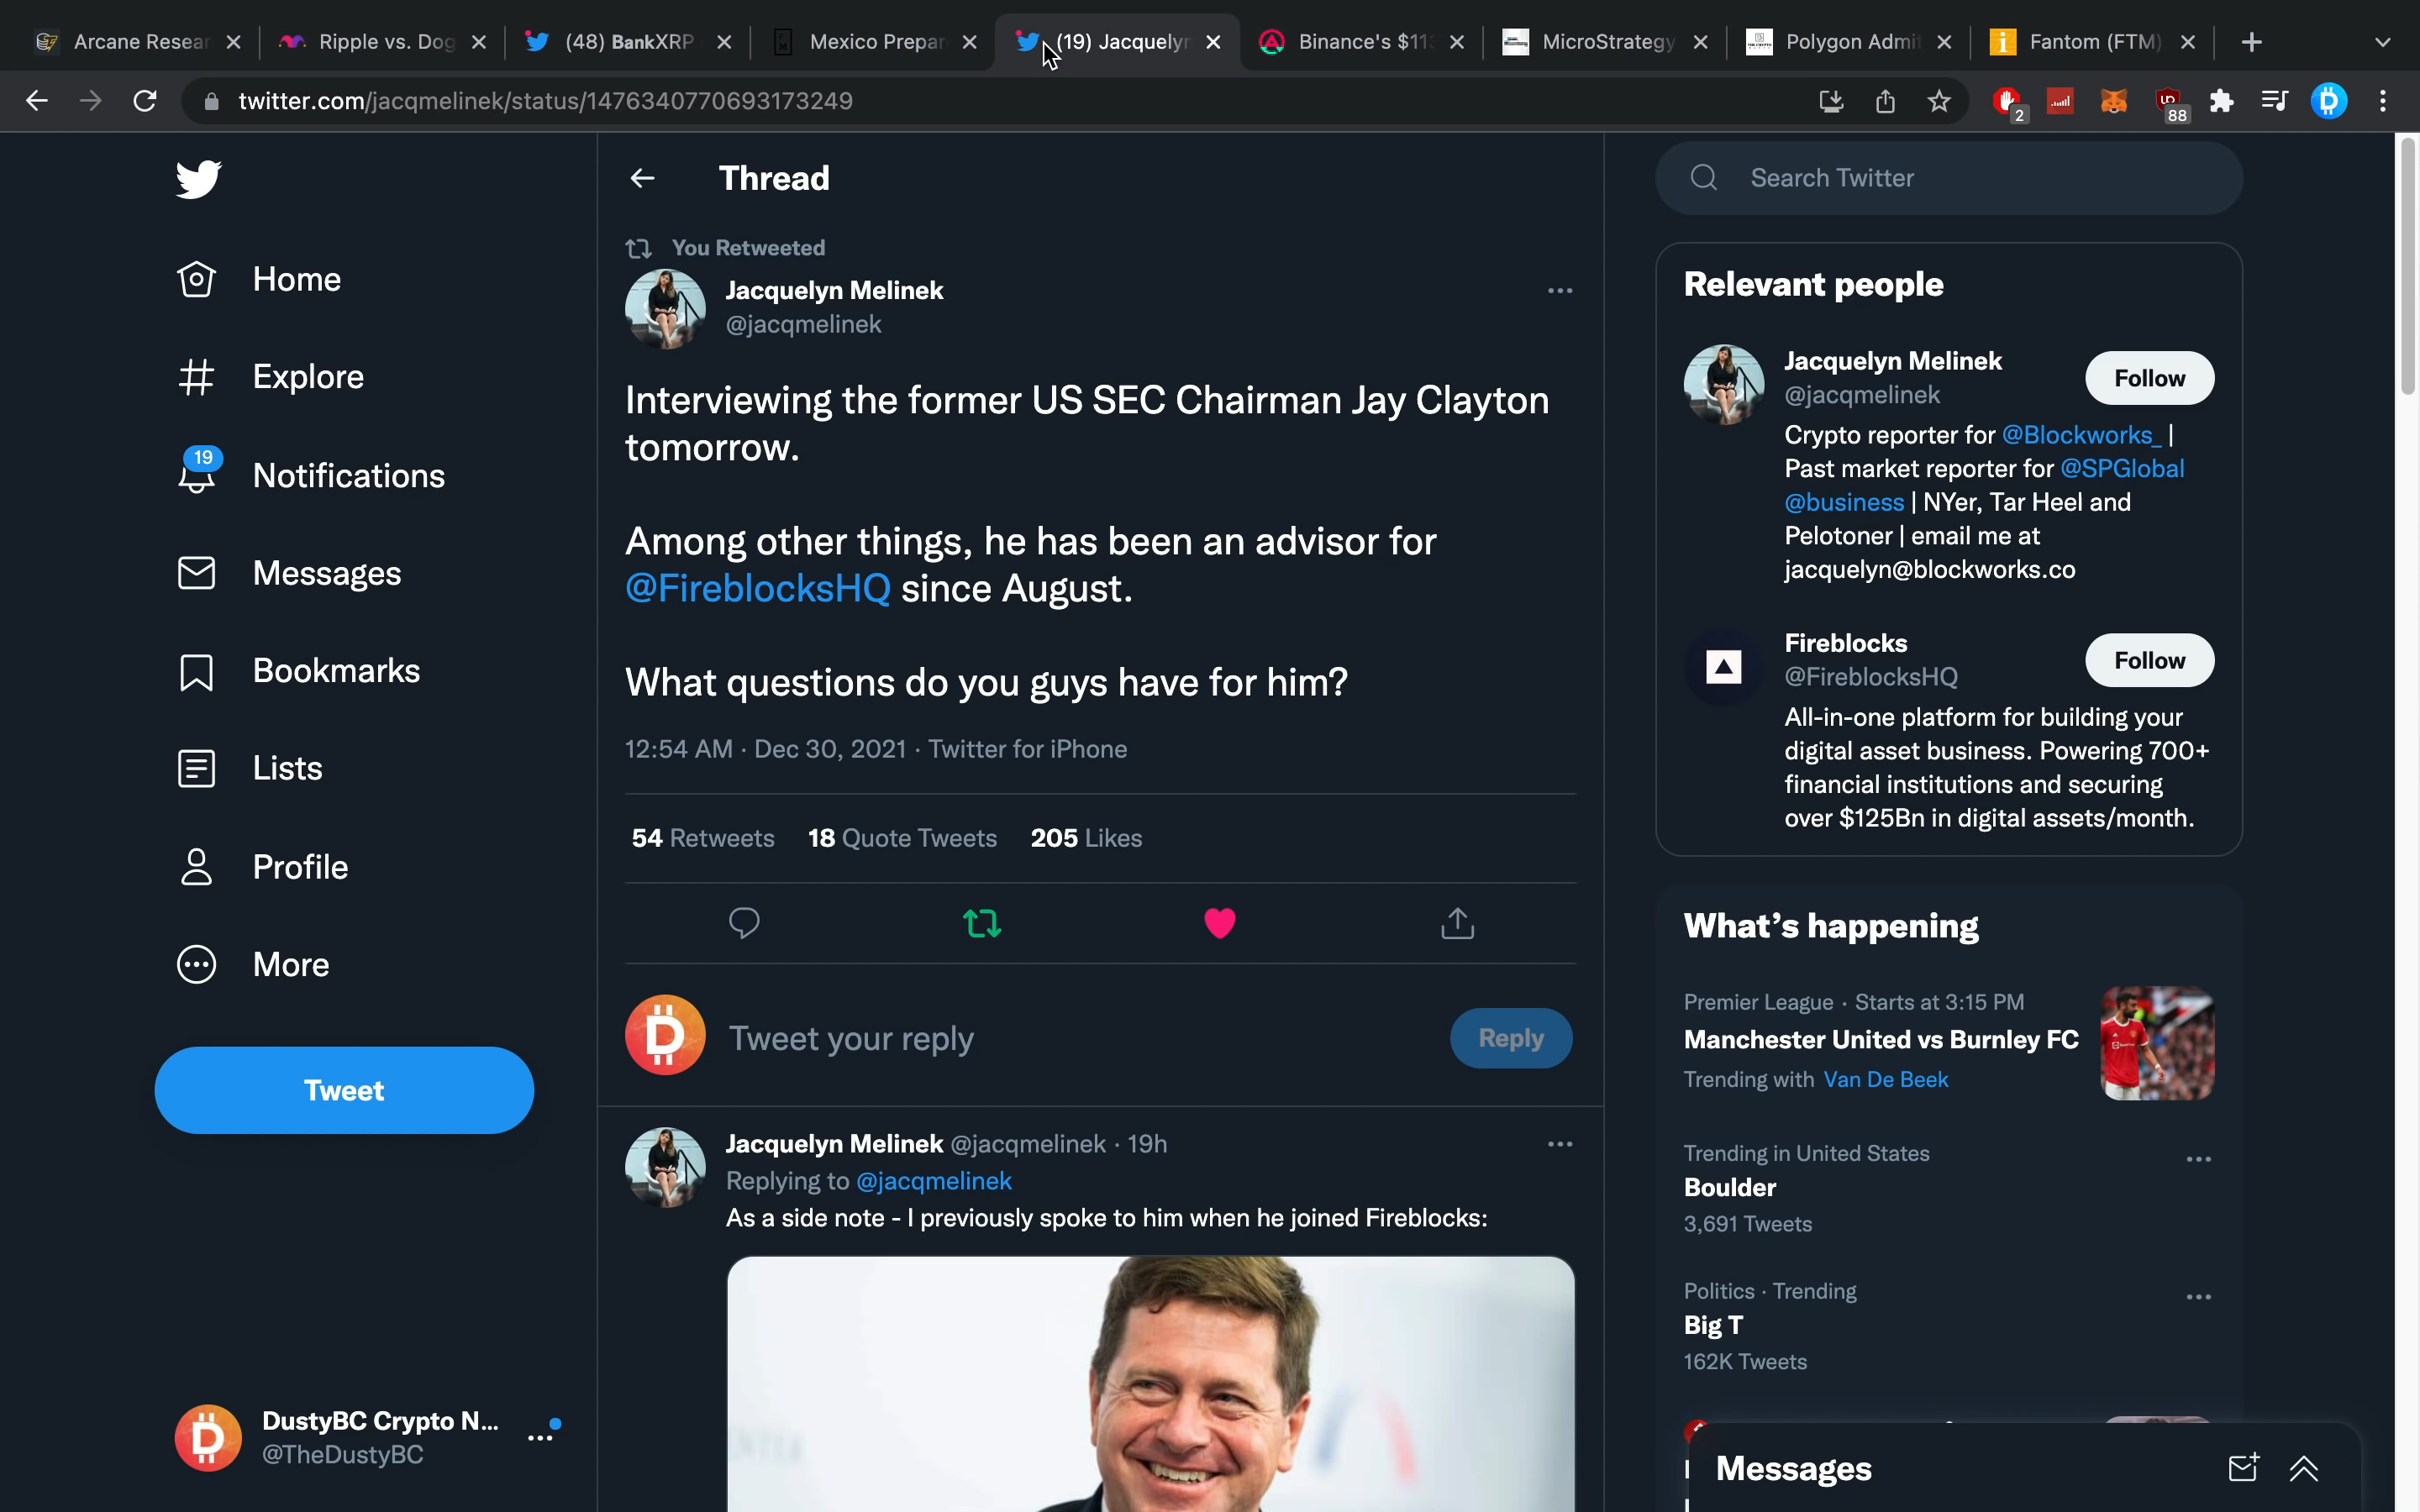 Arcane Resear
Ripple vs. Dog
(48) BankXRP
Mexico Prepar
(19) Jacquelyn
Binance's $113
MicroStrategy
Polygon Admit
Fantom (FTM)
twitter.com/jacqmelinek/status/1476340770693173249
2
88
Home
Explore
19
Notifications
Messages
Bookmarks
Lists
Profile
More
Tweet
DustyBC Crypto N...
@TheDustyBC
Thread
You Retweeted
Jacquelyn Melinek
@jacqmelinek
Interviewing the former US SEC Chairman Jay Clayton
tomorrow.
Among other things, he has been an advisor for
@FireblocksHQ since August.
What questions do you guys have for him?
12:54 AM · Dec 30, 2021 · Twitter for iPhone
54 Retweets 18 Quote Tweets 205 Likes
Tweet your reply
Reply
Jacquelyn Melinek @jacqmelinek · 19h
Replying to @jacqmelinek
As a side note - I previously spoke to him when he joined Fireblocks:
Search Twitter
Relevant people
Jacquelyn Melinek
@jacqmelinek
Follow
Crypto reporter for @Blockworks_ |
Past market reporter for @SPGlobal
@business | NYer, Tar Heel and
Pelotoner | email me at
jacquelyn@blockworks.co
Fireblocks
@FireblocksHQ
Follow
All-in-one platform for building your
digital asset business. Powering 700+
financial institutions and securing
over $125Bn in digital assets/month.
What's happening
Premier League · Starts at 3:15 PM
Manchester United vs Burnley FC
Trending with Van De Beek
Trending in United States
Boulder
3,691 Tweets
Politics · Trending
Big T
162K Tweets
Messages